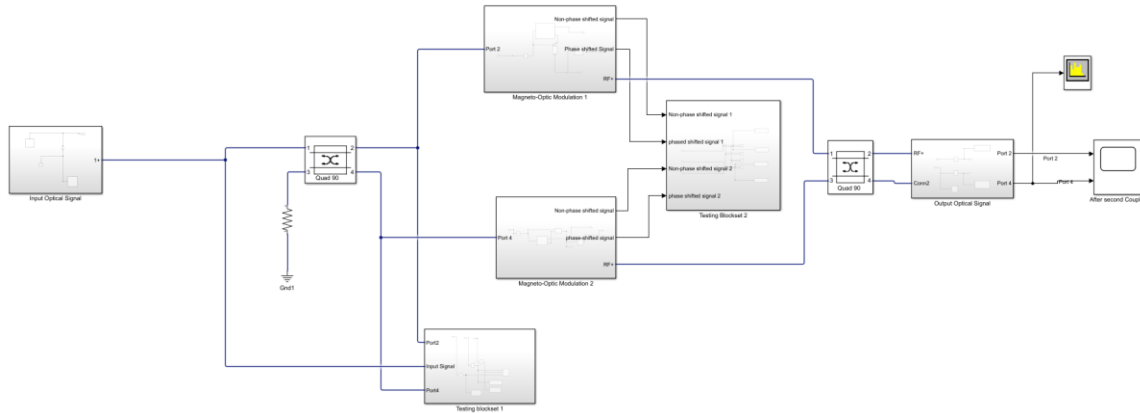 Non-phase shifted signal
Port 2
Phase shifted Signal
RF+
Magneto-Optic Modulation 1
Non-phase shifted signal 1
phased shifted signal 1
Non-phase shifted signal 2
phase shifted signal 2
Testing Blockset 2
1+
Input Optical Signal
1
2
3
4
Quad 90
Gnd1
Non-phase shifted signal
Port 4
phase-shifted signal
RF+
Magneto-Optic Modulation 2
1
2
3
4
Quad 90
RF+
Port 2
Conn2
Port 4
Output Optical Signal
Port 2
Port 4
After second Coupl
Port2
Input Signal
Port4
Testing blockset 1